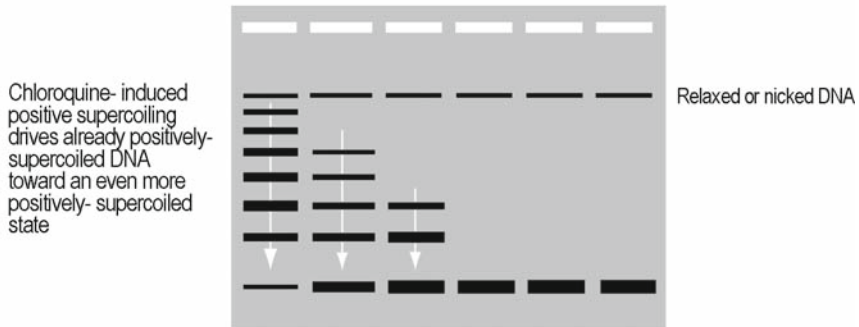 Chloroquine- induced
positive supercoiling
drives already positively-
supercoiled DNA
toward an even more
positively- supercoiled
state
Relaxed or nicked DNA